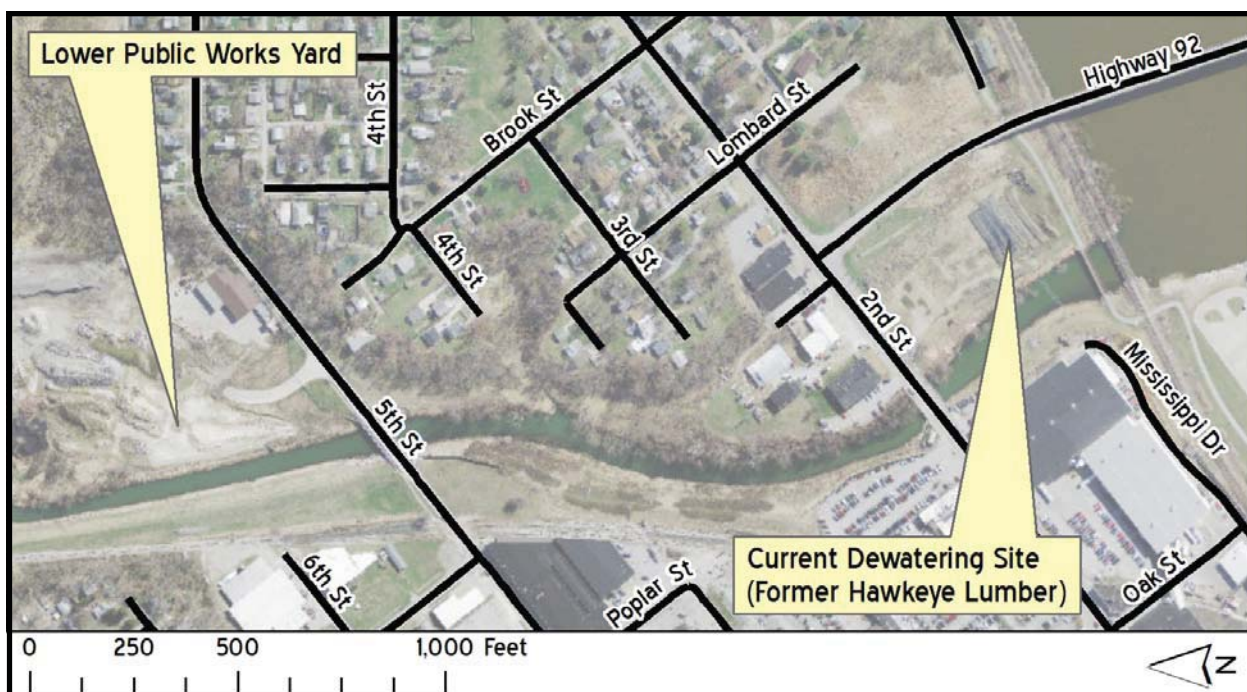 Lower Public Works Yard
4th St
Brook St
Lombard St
Highway 92
4th St
3rd St
2nd St
Mississippi Dr
5th St
6th St
Poplar St
Current Dewatering Site
(Former Hawkeye Lumber)
Oak St
0 250 500 1,000 Feet
N